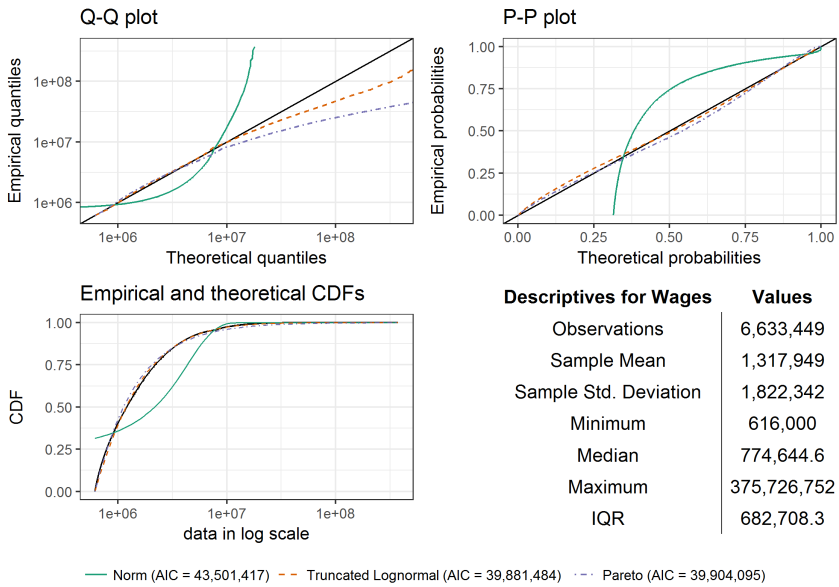 Q-Q plot
Empirical quantiles
1e+08
1e+07
1e+06
1e+06 1e+07 1e+08
Theoretical quantiles
P-P plot
Empirical probabilities
1.00
0.75
0.50
0.25
0.00
0.00 0.25 0.50 0.75 1.00
Theoretical probabilities
Empirical and theoretical CDFs
CDF
1.00
0.75
0.50
0.25
0.00
1e+06 1e+07 1e+08
data in log scale
Descriptives for Wages Values
Observations 6,633,449
Sample Mean 1,317,949
Sample Std. Deviation 1,822,342
Minimum 616,000
Median 774,644.6
Maximum 375,726,752
IQR 682,708.3
Norm (AIC = 43,501,417) Truncated Lognormal (AIC = 39,881,484) Pareto (AIC = 39,904,095)